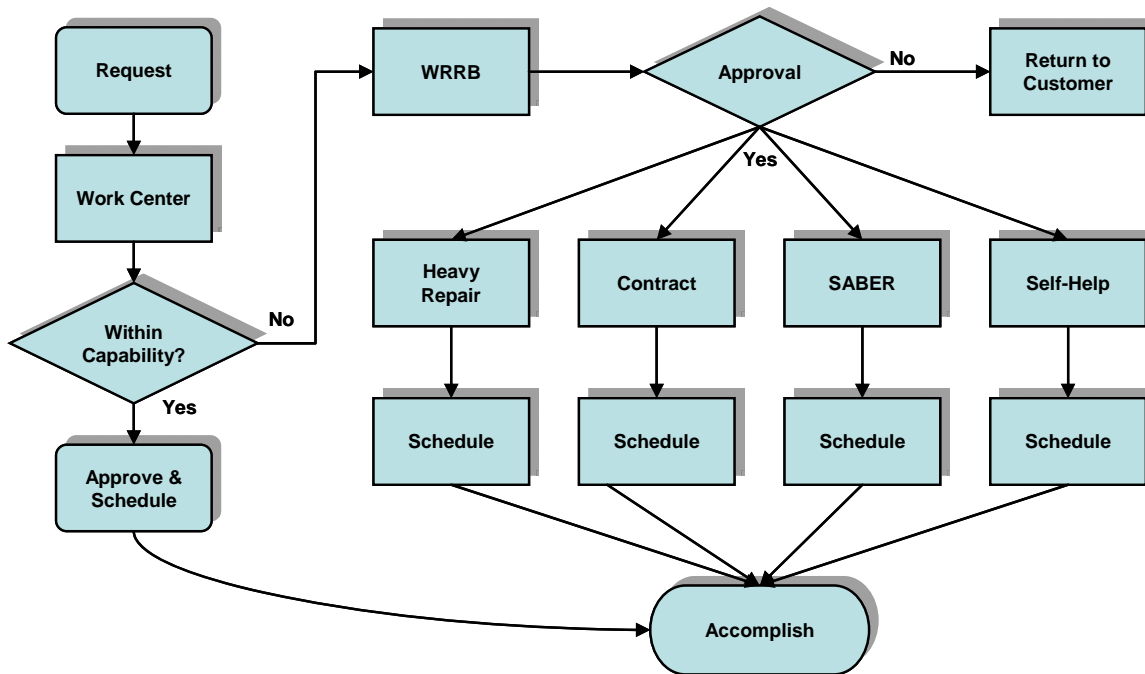 Request
WRRB
Approval
No
Return to
Customer
Work Center
Yes
Heavy
Repair
Contract
SABER
Self-Help
Within
Capability?
No
Yes
Schedule
Schedule
Schedule
Schedule
Approve &
Schedule
Accomplish